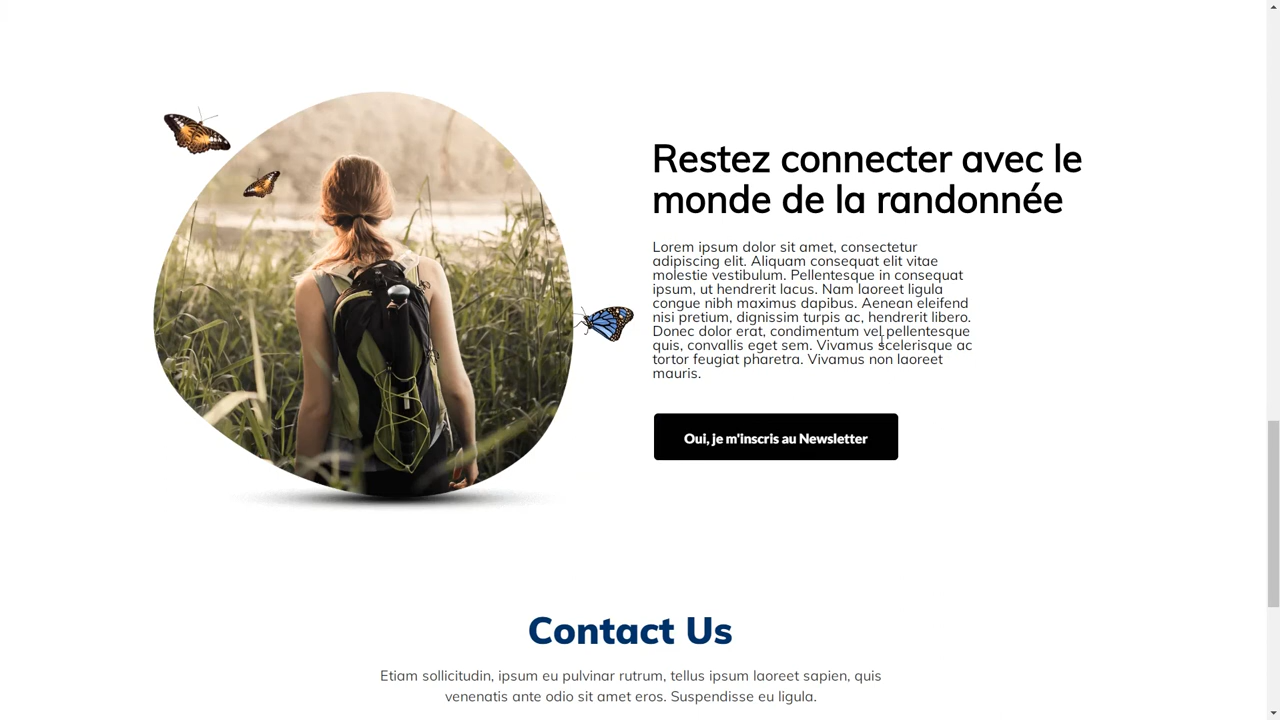 Restez connecter avec le
monde de la randonnée
Lorem ipsum dolor sit amet, consectetur
adipiscing elit. Aliquam consequat elit vitae
molestie vestibulum. Pellentesque in consequat
ipsum, ut hendrerit lacus. Nam laoreet ligula
congue nibh maximus dapibus. Aenean eleifend
nisi pretium, dignissim turpis ac, hendrerit libero.
Donec dolor erat, condimentum vel pellentesque
quis, convallis eget sem. Vivamus scelerisque ac
tortor feugiat pharetra. Vivamus non laoreet
mauris.
Oui, je m'inscris au Newsletter
Contact Us
Etiam sollicitudin, ipsum eu pulvinar rutrum, tellus ipsum laoreet sapien, quis
venenatis ante odio sit amet eros. Suspendisse eu ligula.